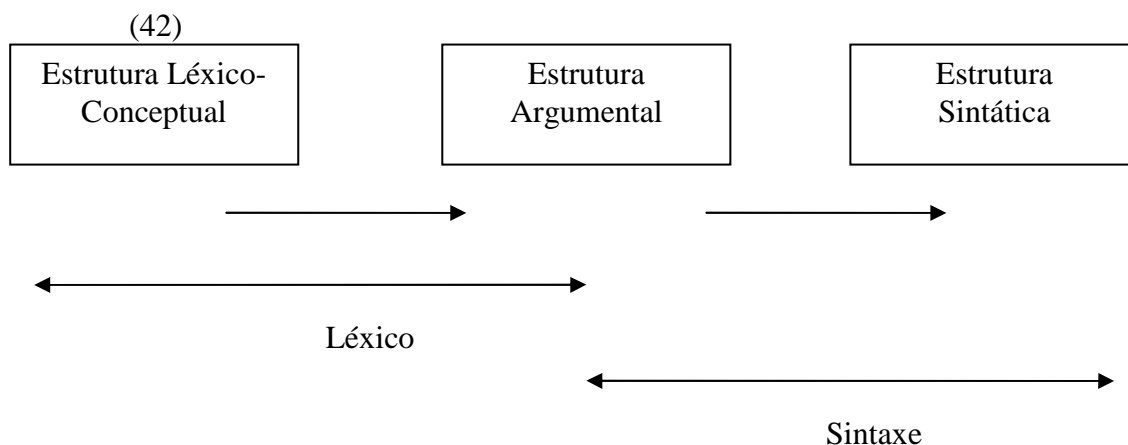 (42)
Estrutura Léxico-
Conceptual
Estrutura
Argumental
Estrutura
Sintática
Léxico
Sintaxe